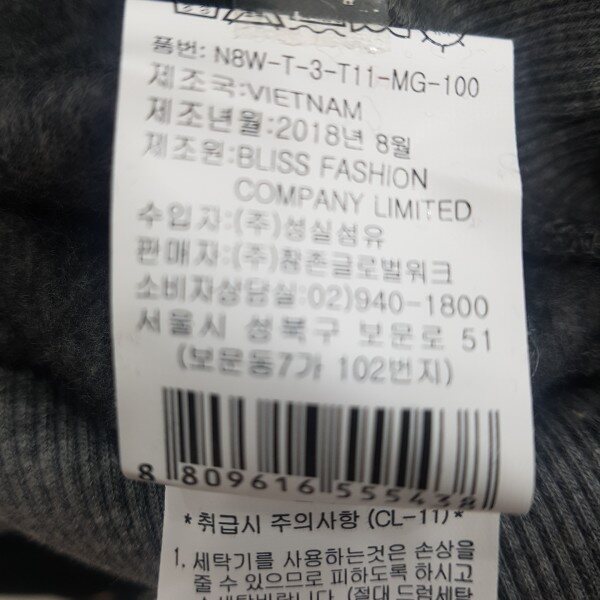 품번: N8W-T-3-T11-MG-100
제조국:VIETNAM
제조년월:2018년 8월
제조원:BLISS FASHION
COMPANY LIMITED
수입자:(주)성실섬유
판매자:(주)창촌글로벌워크
소비자상담실:02)940-1800
서울시 성북구 보문로 51
(보문동7가 102번지)
8 809616 555438
*취급시 주의사항 (CL-11)*
1. 세탁기를 사용하는것은 손상을
줄 수 있으므로 피하도록 하시고
(절대 드럼세탁